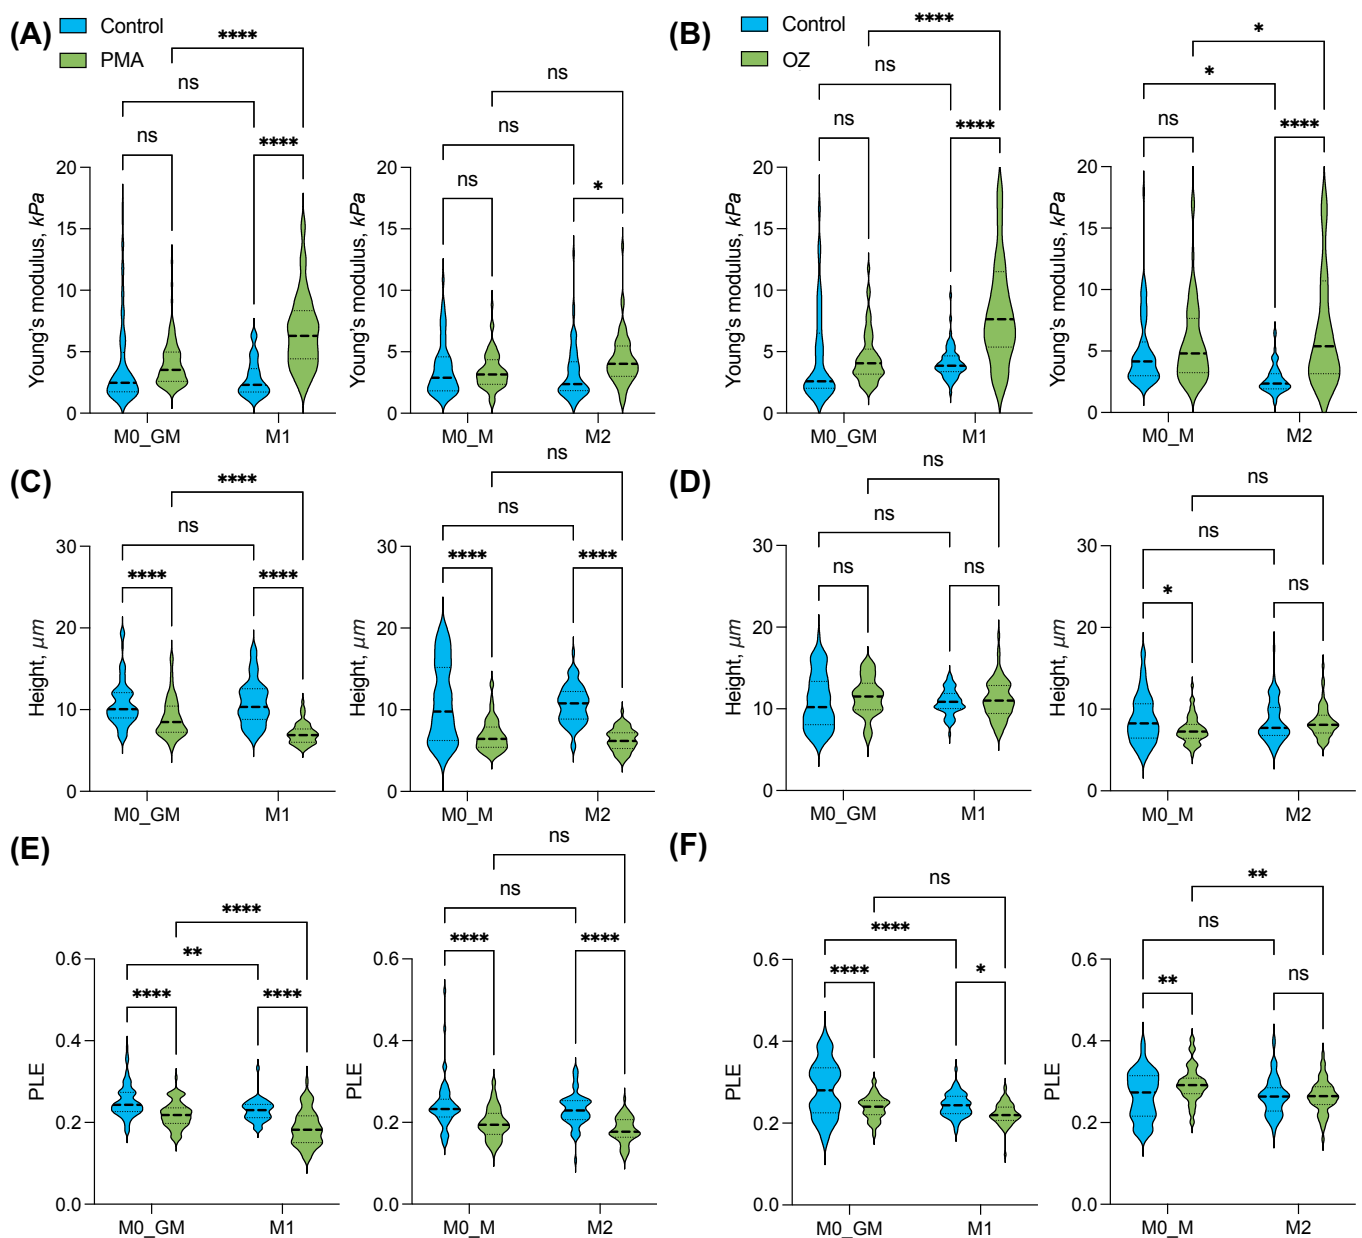 (A) Control
PMA
****
ns
ns ****
ns
ns
ns *
Young's modulus, kPa
20
15
10
5
0
M0_GM M1
Young's modulus, kPa
20
15
10
5
0
M0_M M2
(B) Control
OZ
****
ns
ns ****
*
*
ns ****
Young's modulus, kPa
20
15
10
5
0
M0_GM M1
Young's modulus, kPa
20
15
10
5
0
M0_M M2
(C)
****
ns
**** ****
ns
ns
**** ****
Height, μm
30
20
10
0
M0_GM M1
Height, μm
30
20
10
0
M0_M M2
(D)
ns
ns
ns ns
ns
ns
* ns
Height, μm
30
20
10
0
M0_GM M1
Height, μm
30
20
10
0
M0_M M2
(E)
****
**
**** ****
ns
ns
**** ****
PLE
0.6
0.4
0.2
0.0
M0_GM M1
PLE
0.6
0.4
0.2
0.0
M0_M M2
(F)
ns
****
**** *
**
ns
** ns
PLE
0.6
0.4
0.2
0.0
M0_GM M1
PLE
0.6
0.4
0.2
0.0
M0_M M2